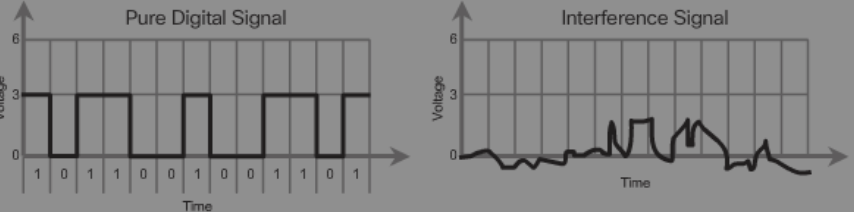 Pure Digital Signal
6
Voltage
3
0
1 0 1 1 0 0 1 0 0 1 1 0 1
Time
Interference Signal
6
Voltage
3
0
Time